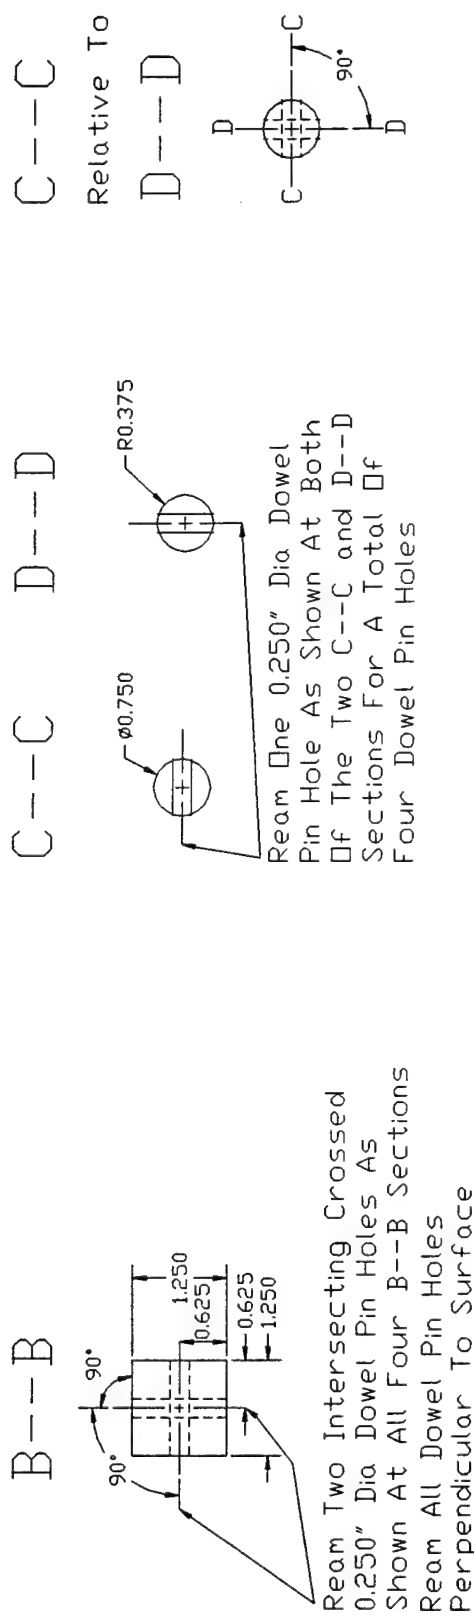 B--B
90°
90°
1.250
0.625
0.625
1.250
Ream Two Intersecting Crossed
0.250" Dia Dowel Pin Holes As
Shown At All Four B--B Sections
Ream All Dowel Pin Holes
Perpendicular To Surface
C--C
D--D
Ø0.750
R0.375
Ream One 0.250" Dia Dowel
Pin Hole As Shown At Both
Of The Two C--C and D--D
Sections For A Total Of
Four Dowel Pin Holes
C--C
Relative To
D--D
D
C
C
D
90°